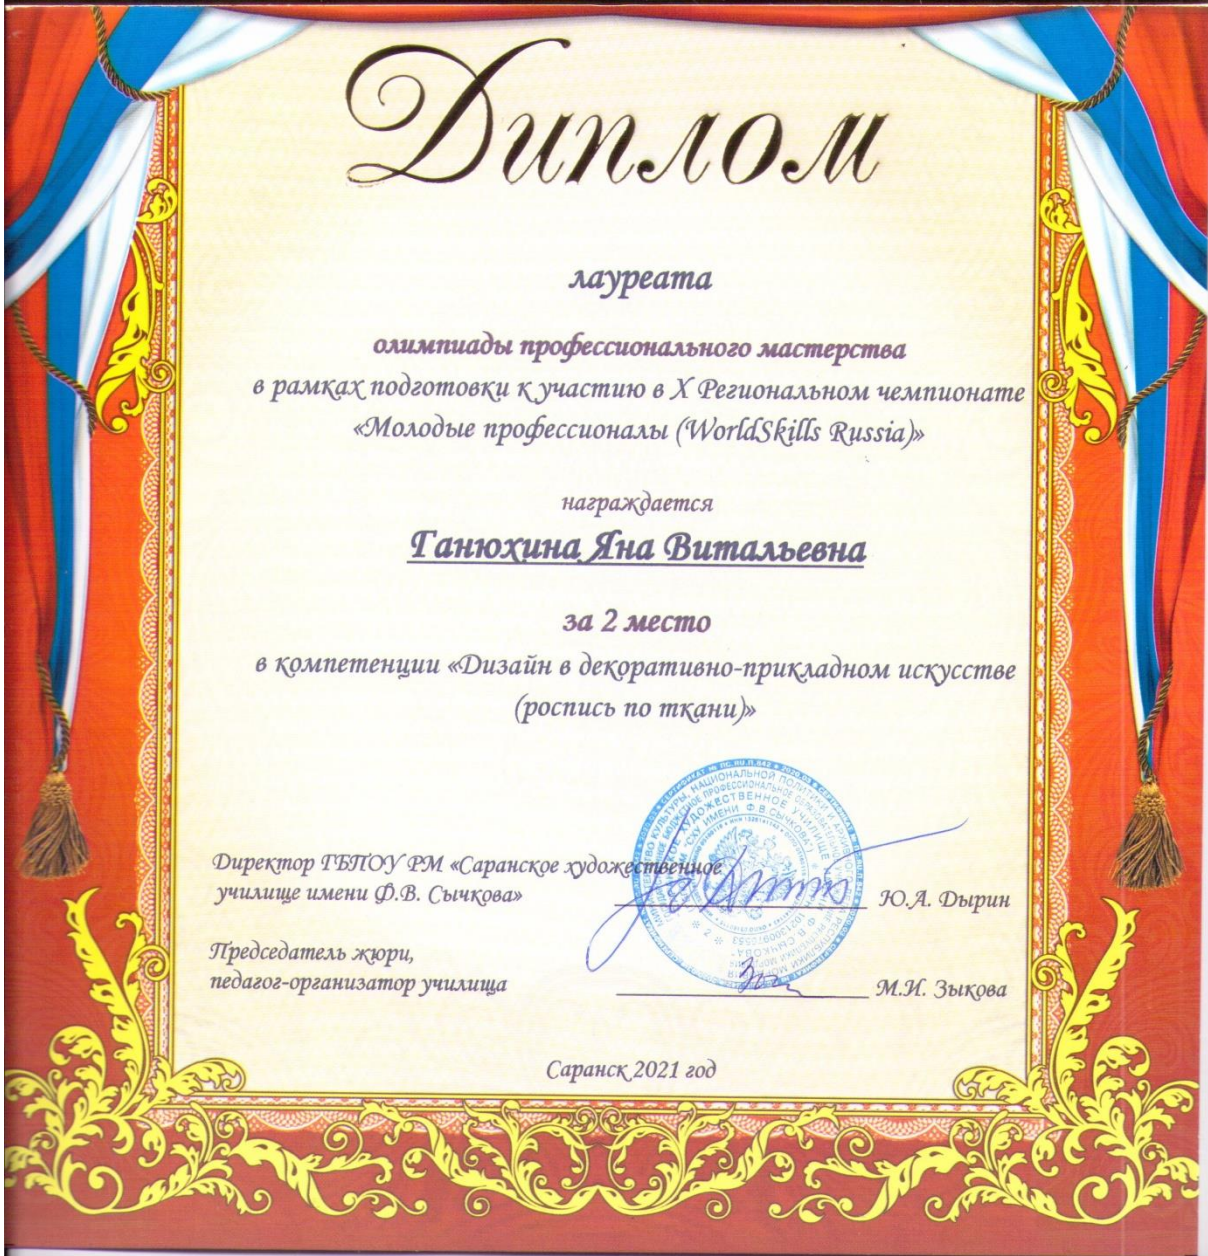 Диплом
лауреата
олимпиады профессионального мастерства
в рамках подготовки к участию в X Региональном чемпионате
«Молодые профессионалы (WorldSkills Russia)»
награждается
Ганюхина Яна Витальевна
за 2 место
в компетенции «Дизайн в декоративно-прикладном искусстве
(роспись по ткани)»
Директор ГБПОУ РМ «Саранское художественное
училище имени Ф.В. Сычкова»
Ю.А. Дырин
Председатель жюри,
педагог-организатор училища
М.И. Зыкова
Саранск 2021 год